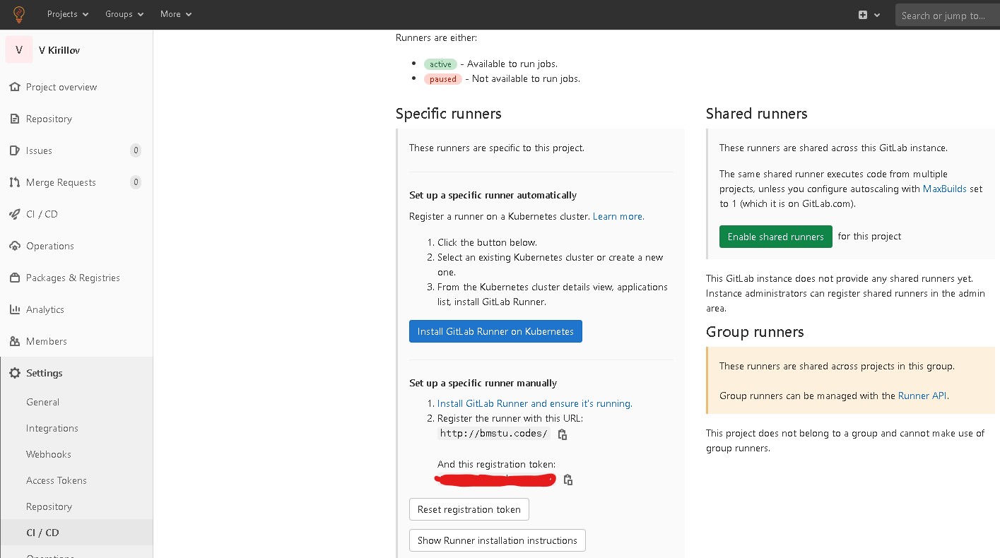 Projects Groups More Search or jump to...
V V Kirillov
Project overview
Repository
Issues 0
Merge Requests 0
CI / CD
Operations
Packages & Registries
Analytics
Members
Settings
General
Integrations
Webhooks
Access Tokens
Repository
CI / CD
Operations
Runners are either:
active - Available to run jobs.
paused - Not available to run jobs.
Specific runners
These runners are specific to this project.
Set up a specific runner automatically
Register a runner on a Kubernetes cluster. Learn more.
1. Click the button below.
2. Select an existing Kubernetes cluster or create a new
one.
3. From the Kubernetes cluster details view, applications
list, install GitLab Runner.
Install GitLab Runner on Kubernetes
Set up a specific runner manually
1. Install GitLab Runner and ensure it's running.
2. Register the runner with this URL:
http://bmstu.codes/
And this registration token:
Reset registration token
Show Runner installation instructions
Shared runners
These runners are shared across this GitLab instance.
The same shared runner executes code from multiple
projects, unless you configure autoscaling with MaxBuilds set
to 1 (which it is on GitLab.com).
Enable shared runners for this project
This GitLab instance does not provide any shared runners yet.
Instance administrators can register shared runners in the admin
area.
Group runners
These runners are shared across projects in this group.
Group runners can be managed with the Runner API.
This project does not belong to a group and cannot make use of
group runners.